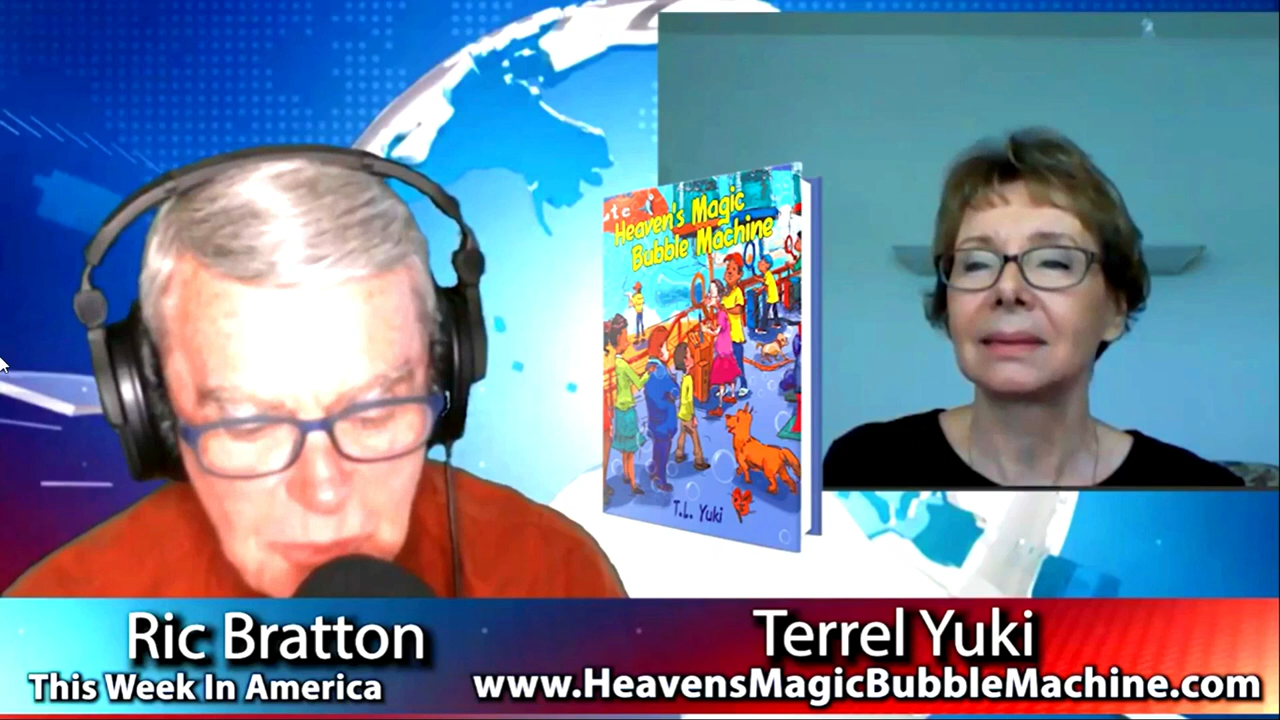 Heaven's Magic
Bubble Machine
T.L. Yuki
Ric Bratton
This Week In America
Terrel Yuki
www.HeavensMagicBubbleMachine.com